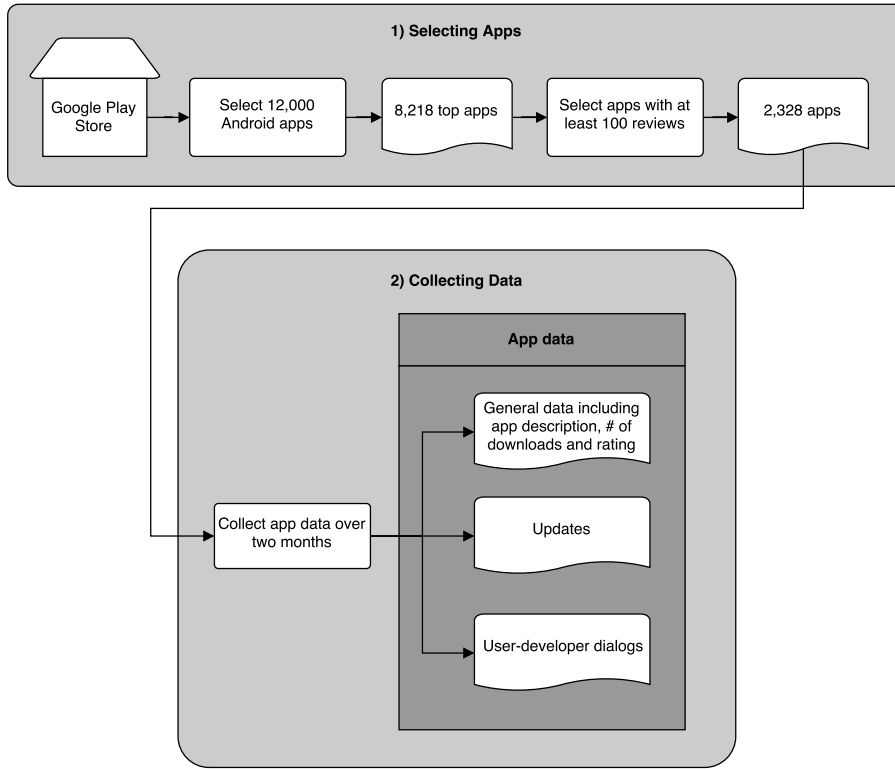 1) Selecting Apps
Google Play
Store
Select 12,000
Android apps
8,218 top apps
Select apps with at
least 100 reviews
2,328 apps
2) Collecting Data
App data
General data including
app description, # of
downloads and rating
Collect app data over
two months
Updates
User-developer dialogs